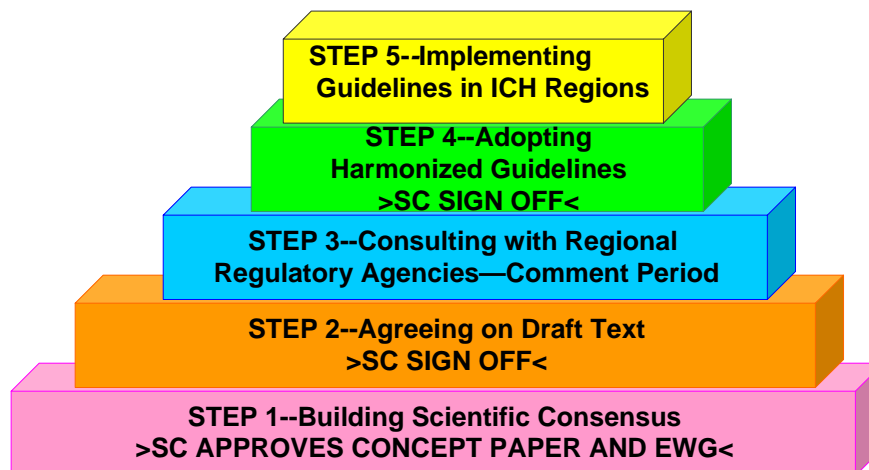 STEP 5--Implementing
Guidelines in ICH Regions
STEP 4--Adopting
Harmonized Guidelines
>SC SIGN OFF<
STEP 3--Consulting with Regional
Regulatory Agencies—Comment Period
STEP 2--Agreeing on Draft Text
>SC SIGN OFF<
STEP 1--Building Scientific Consensus
>SC APPROVES CONCEPT PAPER AND EWG<